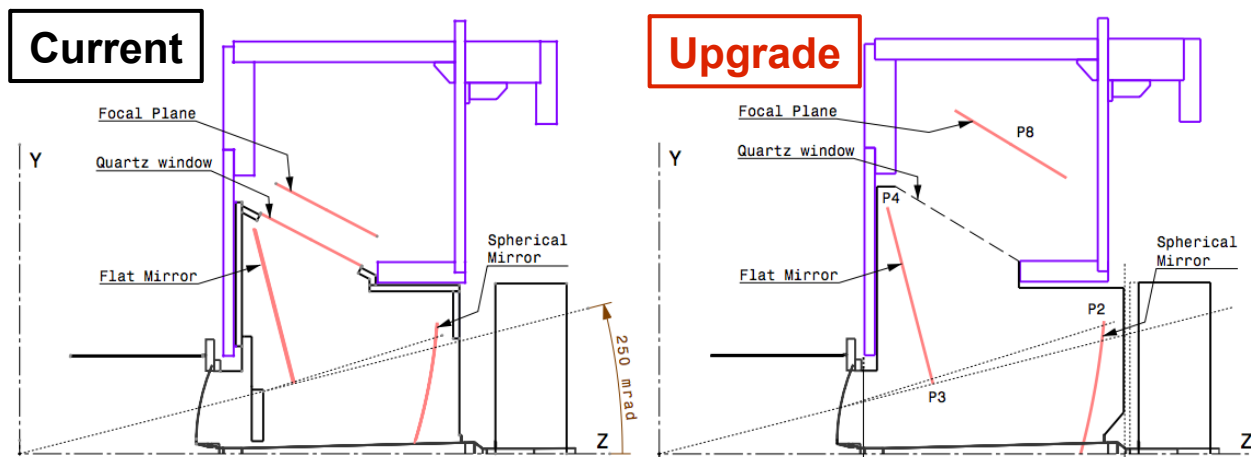 Current
Focal Plane
Quartz window
Y
Flat Mirror
Spherical
Mirror
250 mrad
Z
Upgrade
Focal Plane
P8
Quartz window
Y
P4
Flat Mirror
Spherical
Mirror
P2
P3
Z